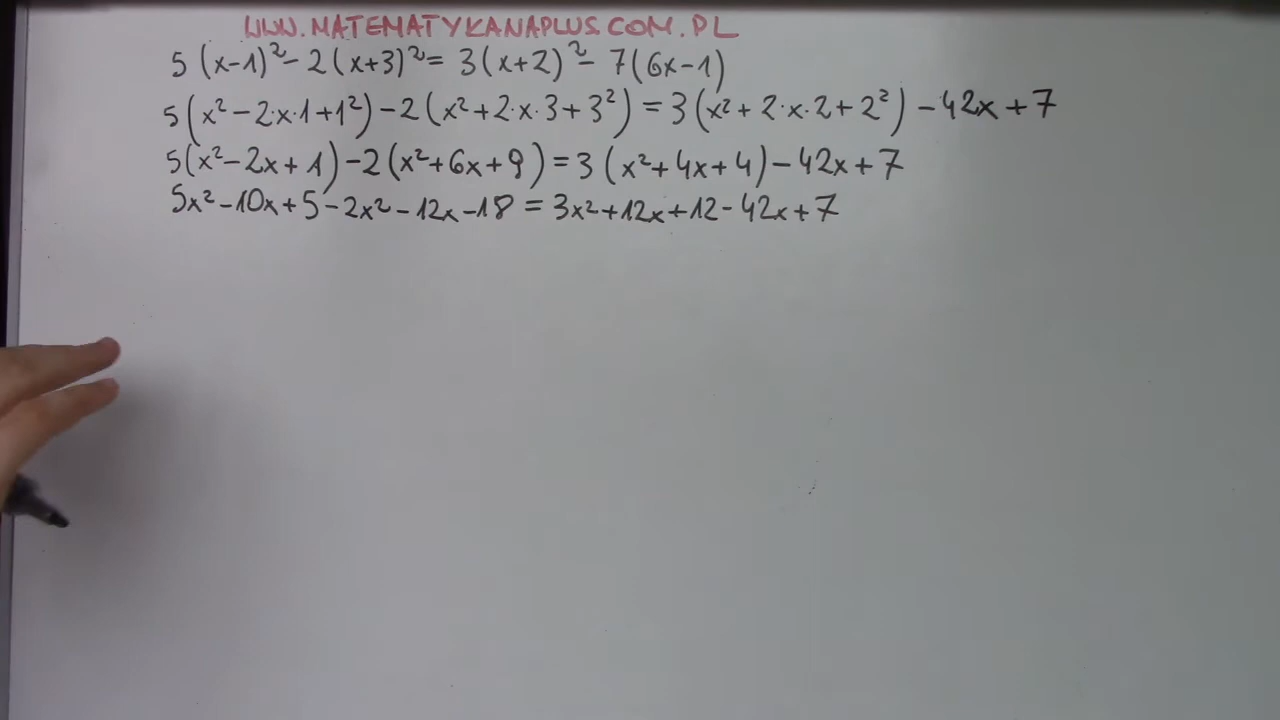 WWW.MATEMATYKANAPLUS.COM.PL
5(x-1)²-2(x+3)²=3(x+2)²-7(6x-1)
5(x²-2·x·1+1²)-2(x²+2·x·3+3²)=3(x²+2·x·2+2²)-42x+7
5(x²-2x+1)-2(x²+6x+9)=3(x²+4x+4)-42x+7
5x²-10x+5-2x²-12x-18=3x²+12x+12-42x+7